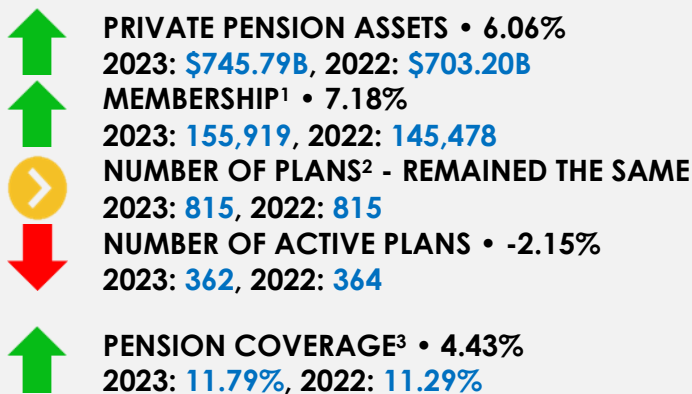 PRIVATE PENSION ASSETS • 6.06%
2023: $745.79B, 2022: $703.20B
MEMBERSHIP¹ • 7.18%
2023: 155,919, 2022: 145,478
NUMBER OF PLANS² - REMAINED THE SAME
2023: 815, 2022: 815
NUMBER OF ACTIVE PLANS • -2.15%
2023: 362, 2022: 364
PENSION COVERAGE³ • 4.43%
2023: 11.79%, 2022: 11.29%